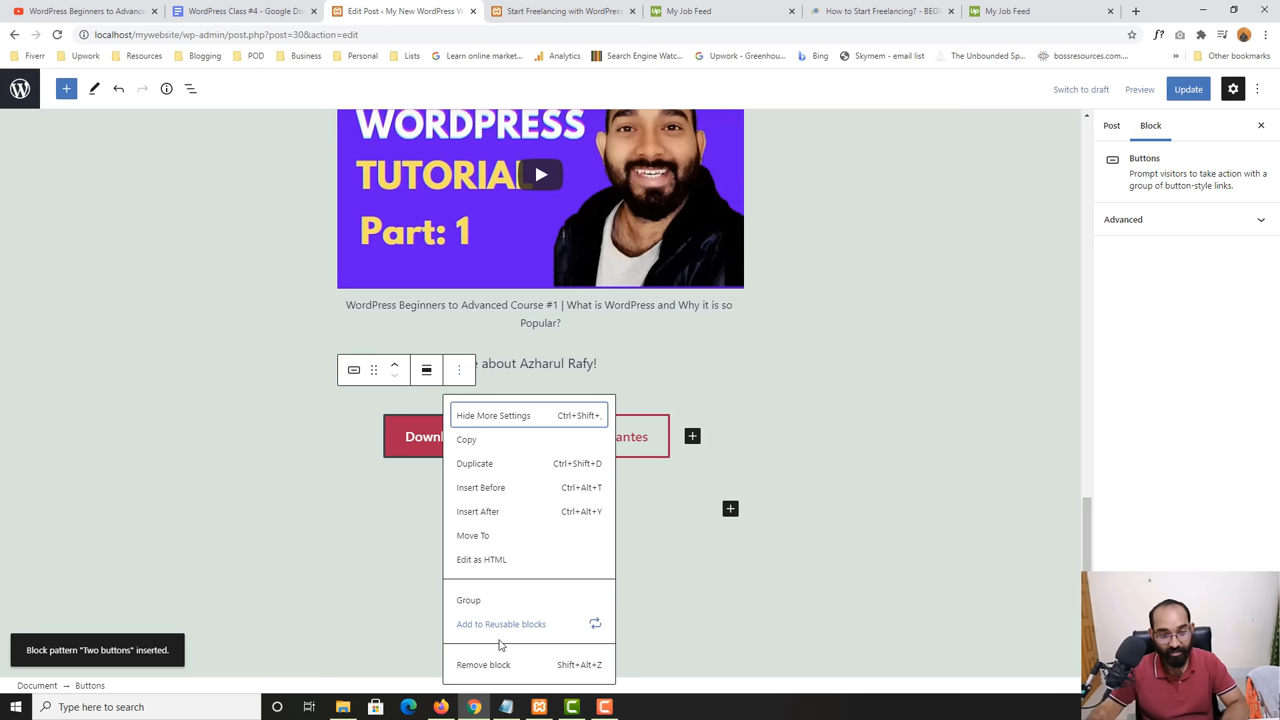 WordPress Beginners to Advance
WordPress Class #4 - Google Do
Edit Post ‹ My New WordPress W
Start Freelancing with WordPres
My Job Feed
How to Start Freelancing? - BEGI
My Job Feed
localhost/mywebsite/wp-admin/post.php?post=30&action=edit
Fiverr
Upwork
Resources
Blogging
POD
Business
Personal
Lists
Learn online market...
Analytics
Search Engine Watc...
Upwork - Greenhou...
Bing
Skymem - email list
The Unbounded Sp...
bossresources.com...
Other bookmarks
Switch to draft
Preview
Update
WORDPRESS
TUTORIAL
Part: 1
WordPress Beginners to Advanced Course #1 | What is WordPress and Why it is so
Popular?
e about Azharul Rafy!
Downl
antes
Hide More Settings Ctrl+Shift+,
Copy
Duplicate Ctrl+Shift+D
Insert Before Ctrl+Alt+T
Insert After Ctrl+Alt+Y
Move To
Edit as HTML
Group
Add to Reusable blocks
Remove block Shift+Alt+Z
Post
Block
Buttons
Prompt visitors to take action with a
group of button-style links.
Advanced
Block pattern "Two buttons" inserted.
Document → Buttons
Type here to search